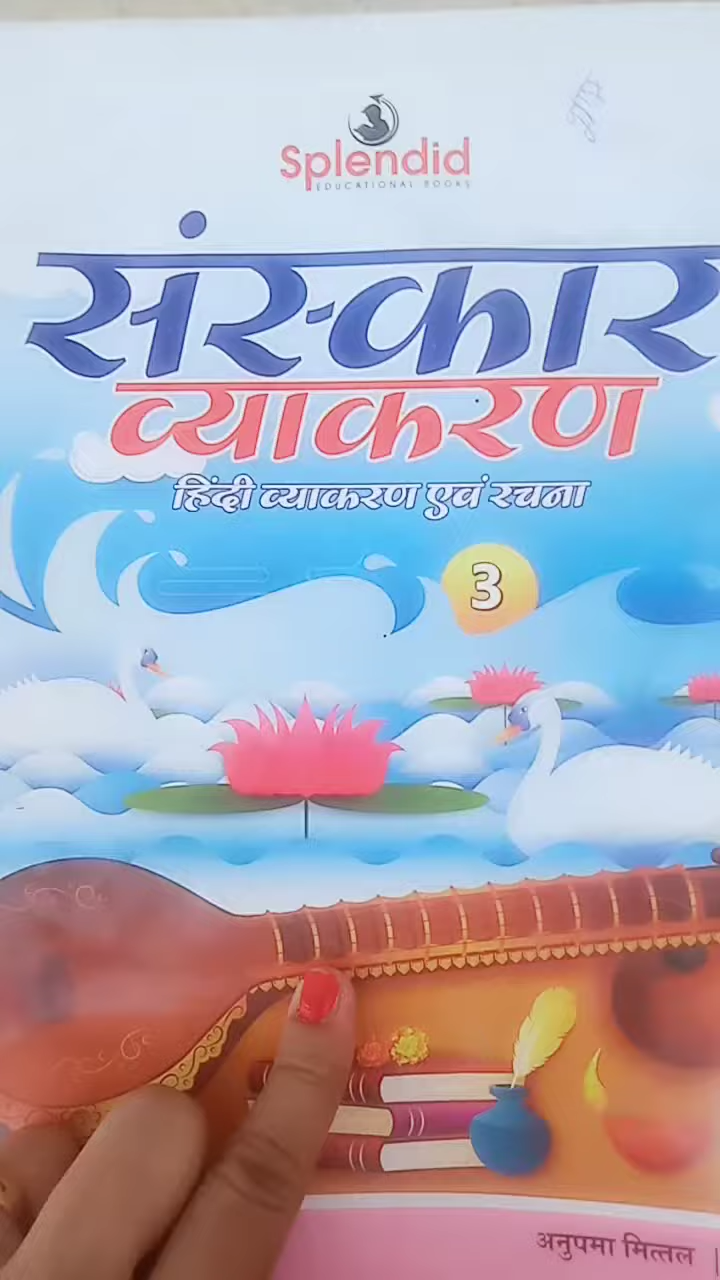 Splendid
EDUCATIONAL BOOKS
संस्कार
व्याकरण
हिंदी व्याकरण एवं रचना
3
अनुपमा मित्तल